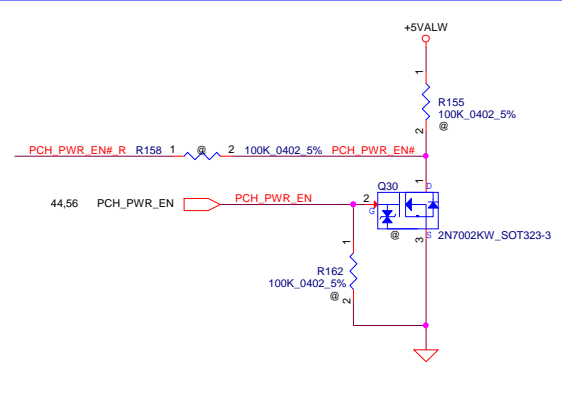 +5VALW
1
R155
100K_0402_5%
@
2
PCH_PWR_EN#_R R158 1 @ 2 100K_0402_5% PCH_PWR_EN#
1
Q30 D
44,56 PCH_PWR_EN PCH_PWR_EN 2
G
@ S 2N7002KW_SOT323-3
3
1
R162
100K_0402_5%
@
2